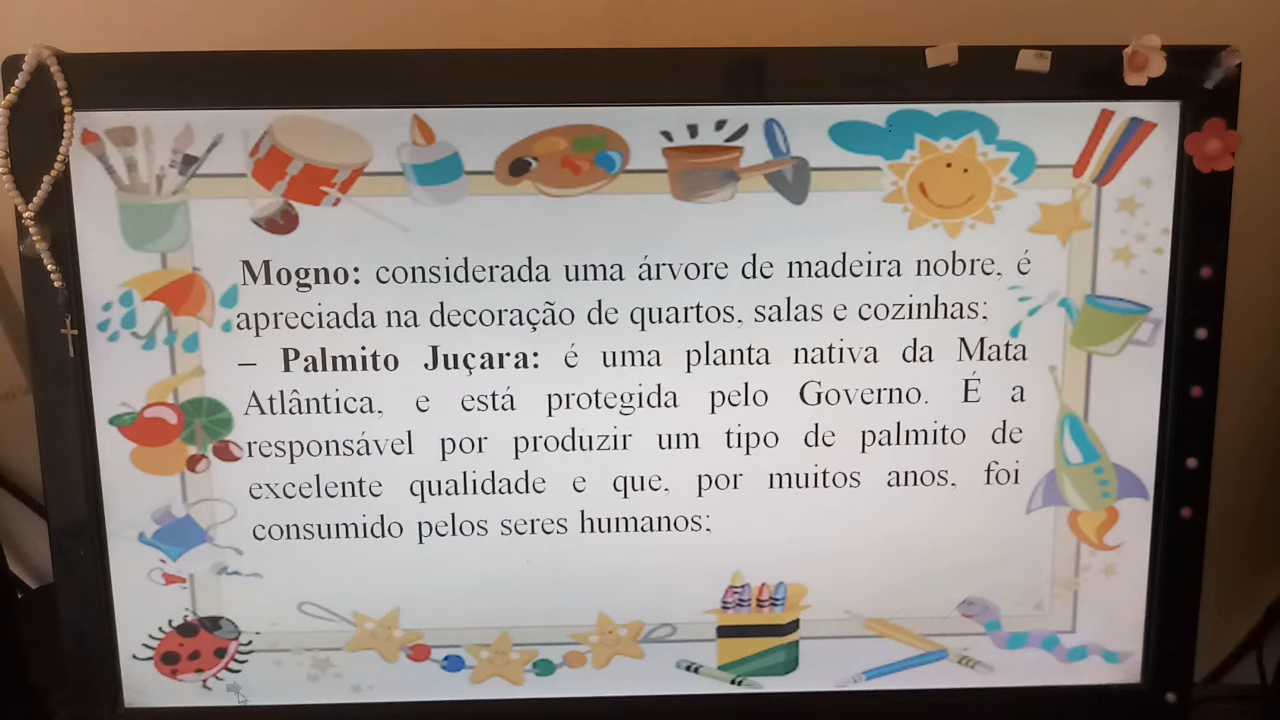 Mogno: considerada uma árvore de madeira nobre, é
apreciada na decoração de quartos, salas e cozinhas;
– Palmito Juçara: é uma planta nativa da Mata
Atlântica, e está protegida pelo Governo. É a
responsável por produzir um tipo de palmito de
excelente qualidade e que, por muitos anos, foi
consumido pelos seres humanos;